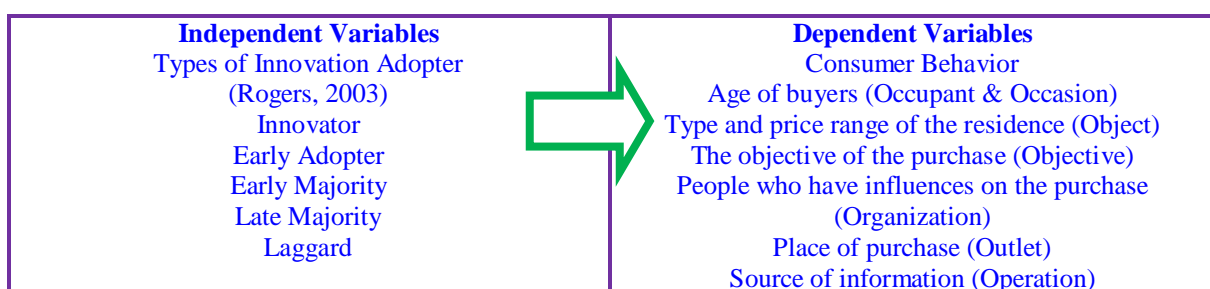 Independent Variables
Types of Innovation Adopter
(Rogers, 2003)
Innovator
Early Adopter
Early Majority
Late Majority
Laggard
Dependent Variables
Consumer Behavior
Age of buyers (Occupant & Occasion)
Type and price range of the residence (Object)
The objective of the purchase (Objective)
People who have influences on the purchase
(Organization)
Place of purchase (Outlet)
Source of information (Operation)